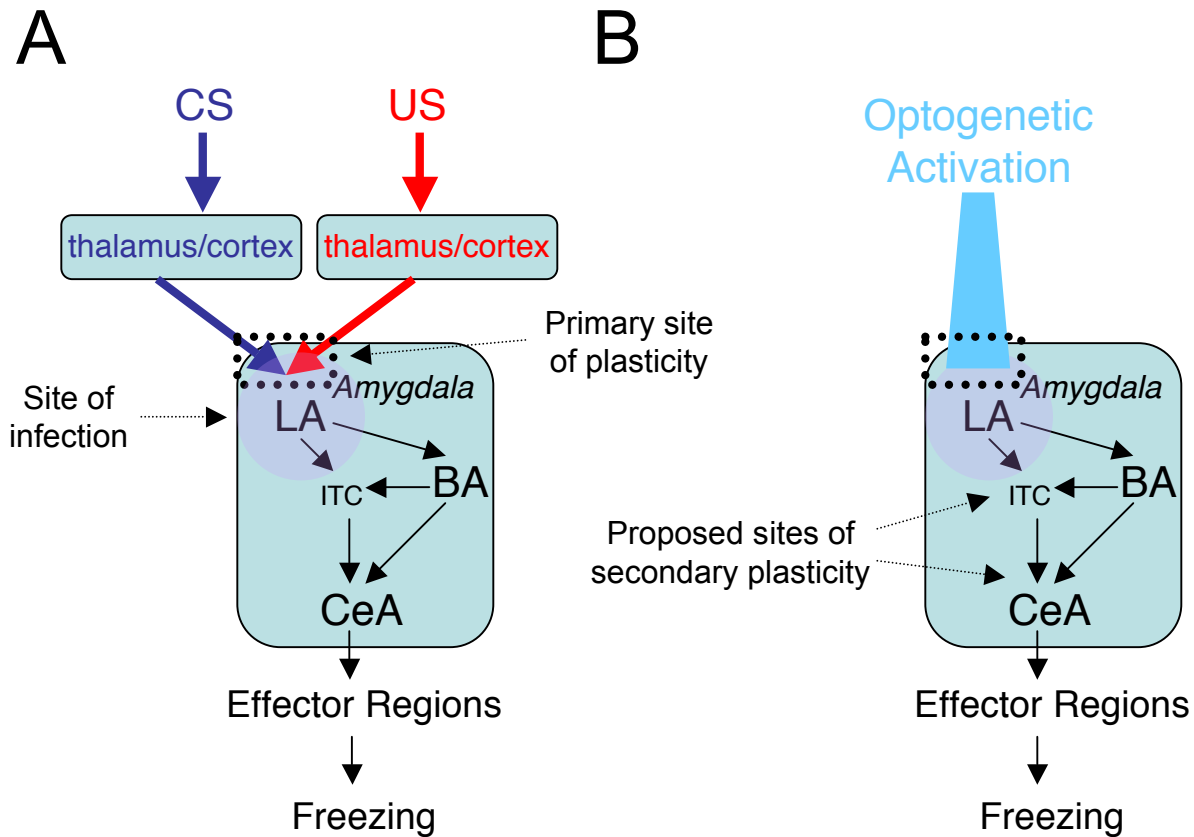 A
CS
US
thalamus/cortex
thalamus/cortex
Primary site
of plasticity
Site of
infection
Amygdala
LA
BA
ITC
CeA
Effector Regions
Freezing
B
Optogenetic
Activation
Amygdala
LA
BA
ITC
Proposed sites of
secondary plasticity
CeA
Effector Regions
Freezing